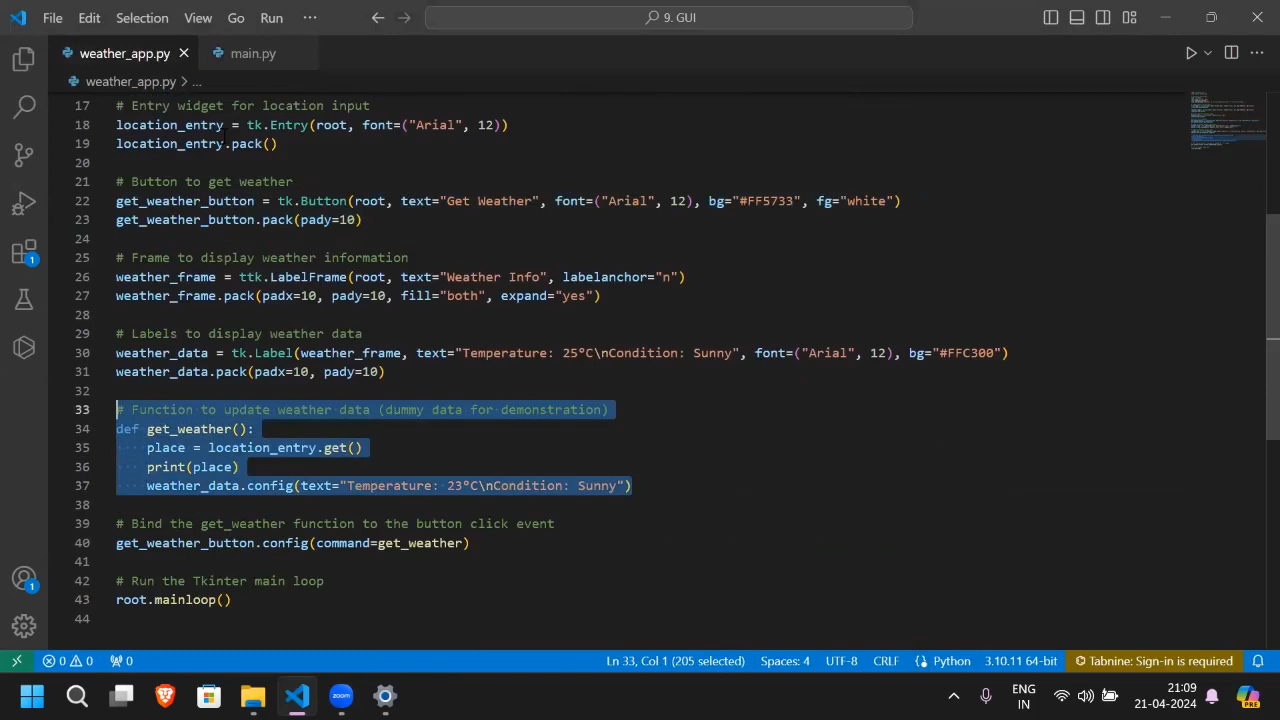 File Edit Selection View Go Run ··· 9. GUI
weather_app.py main.py
weather_app.py > ...
17 # Entry widget for location input
18 location_entry = tk.Entry(root, font=("Arial", 12))
19 location_entry.pack()
20
21 # Button to get weather
22 get_weather_button = tk.Button(root, text="Get Weather", font=("Arial", 12), bg="#FF5733", fg="white")
23 get_weather_button.pack(pady=10)
24
25 # Frame to display weather information
26 weather_frame = ttk.LabelFrame(root, text="Weather Info", labelanchor="n")
27 weather_frame.pack(padx=10, pady=10, fill="both", expand="yes")
28
29 # Labels to display weather data
30 weather_data = tk.Label(weather_frame, text="Temperature: 25°C\nCondition: Sunny", font=("Arial", 12), bg="#FFC300")
31 weather_data.pack(padx=10, pady=10)
32
33 # Function to update weather data (dummy data for demonstration)
34 def get_weather():
35     place = location_entry.get()
36     print(place)
37     weather_data.config(text="Temperature: 23°C\nCondition: Sunny")
38
39 # Bind the get_weather function to the button click event
40 get_weather_button.config(command=get_weather)
41
42 # Run the Tkinter main loop
43 root.mainloop()
44
1
1
0 0 0 Ln 33, Col 1 (205 selected) Spaces: 4 UTF-8 CRLF Python 3.10.11 64-bit Tabnine: Sign-in is required
zoom ENG 21:09 PRE
IN 21-04-2024